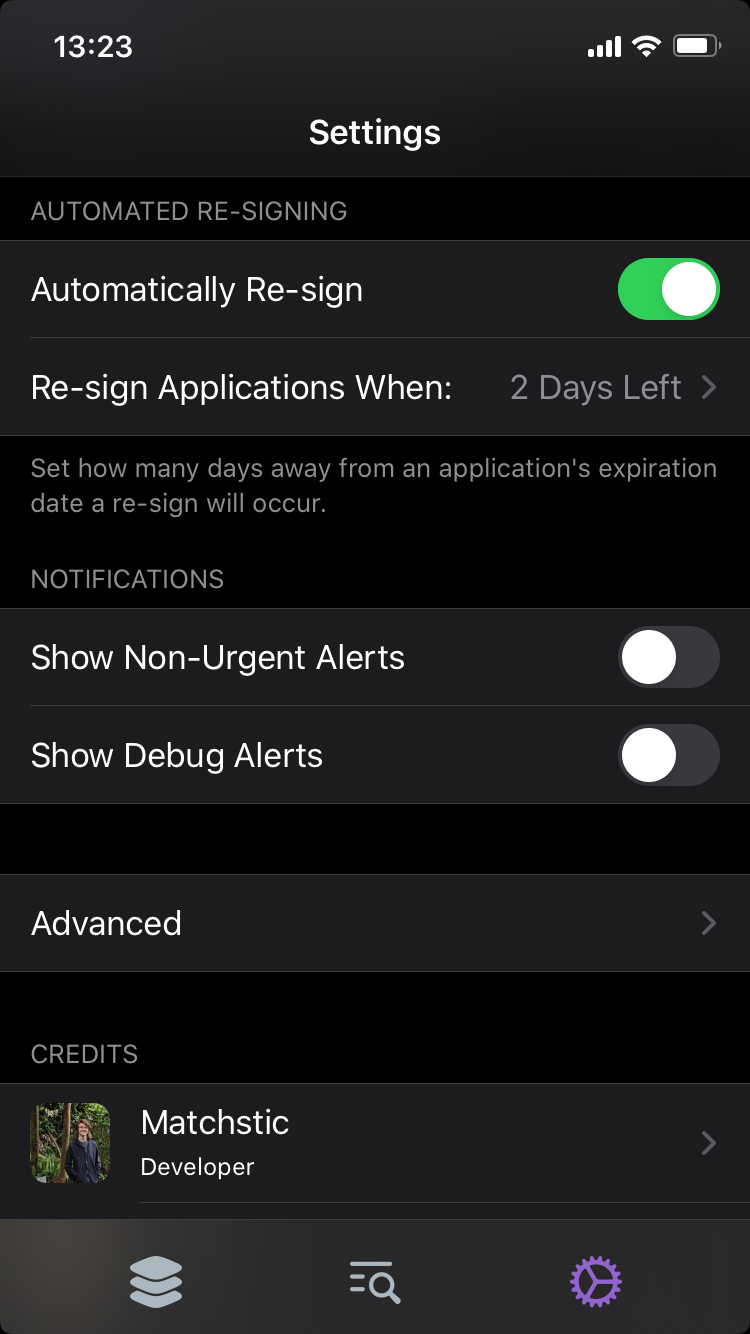 13:23
Settings
AUTOMATED RE-SIGNING
Automatically Re-sign
Re-sign Applications When: 2 Days Left
Set how many days away from an application's expiration
date a re-sign will occur.
NOTIFICATIONS
Show Non-Urgent Alerts
Show Debug Alerts
Advanced
CREDITS
Matchstic
Developer